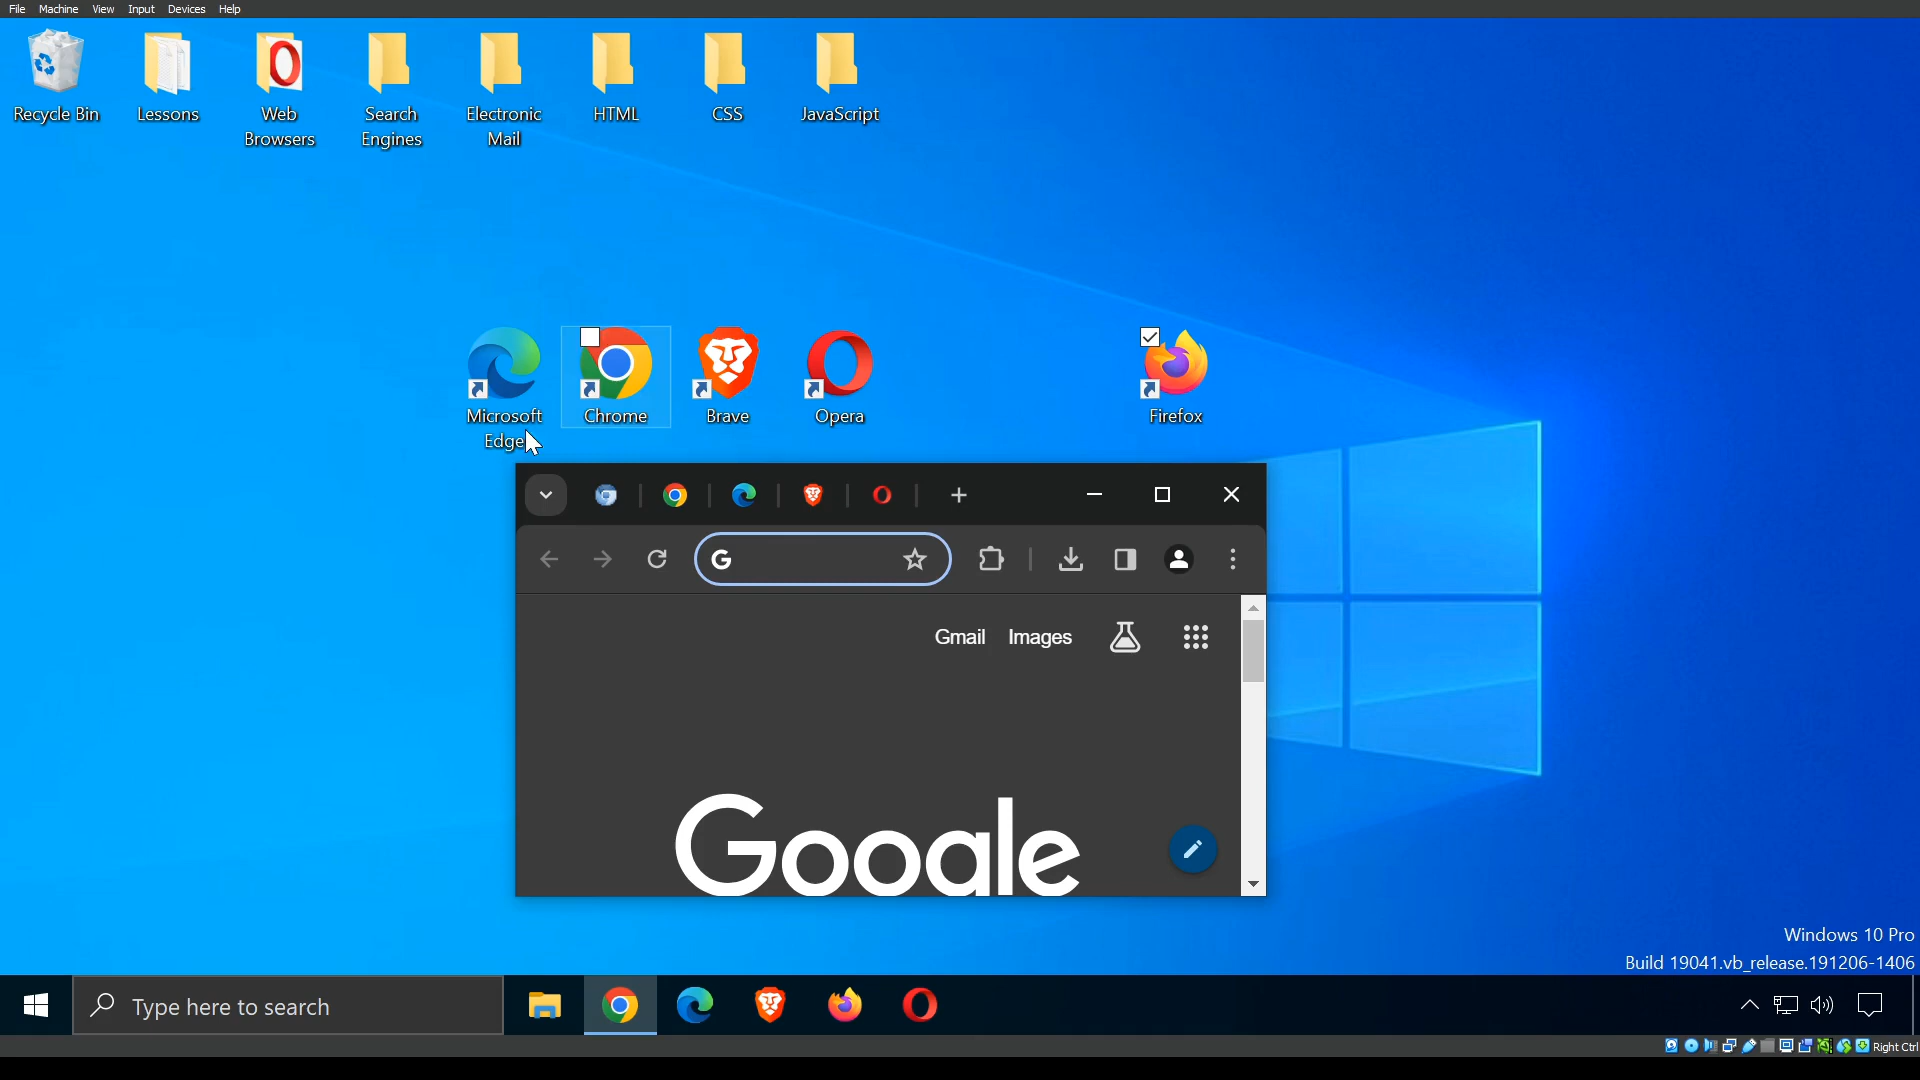 File Machine View Input Devices Help
Recycle Bin
Lessons
Web
Browsers
Search
Engines
Electronic
Mail
HTML
CSS
JavaScript
Microsoft
Edge
Chrome
Brave
Opera
Firefox
Gmail Images
Google
Windows 10 Pro
Build 19041.vb_release.191206-1406
Type here to search
Right Ctrl